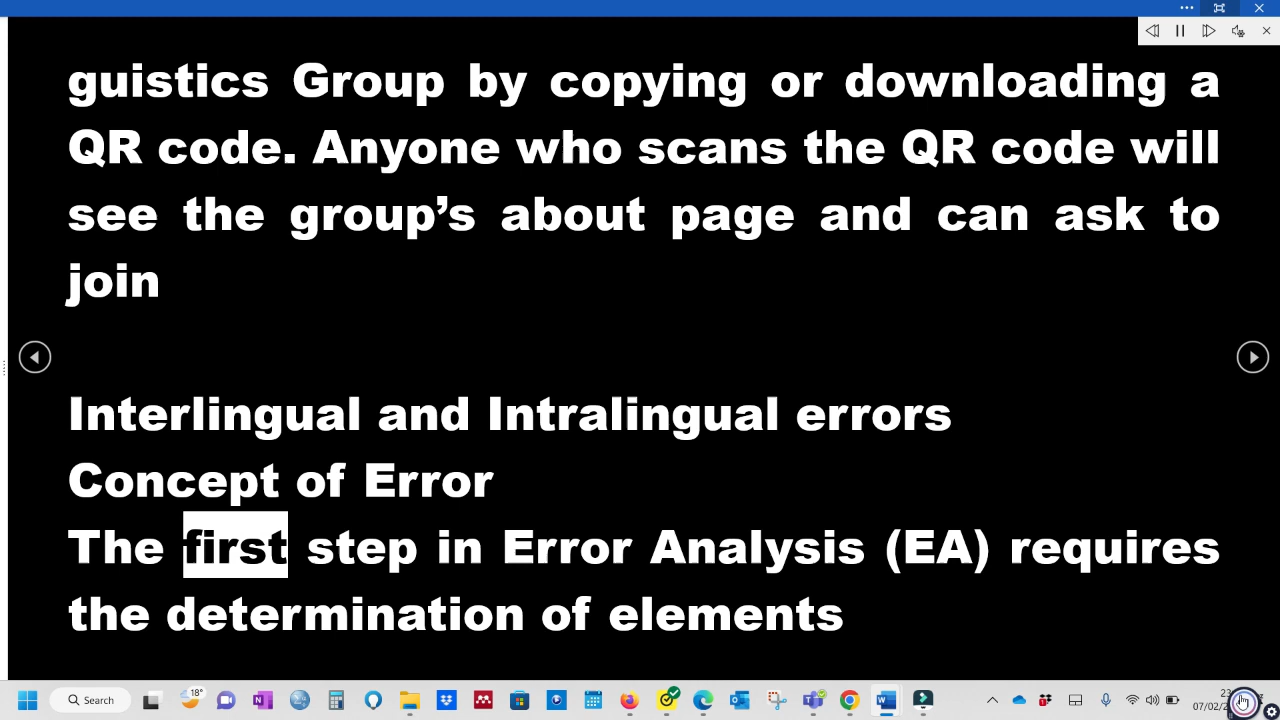 guistics Group by copying or downloading a
QR code. Anyone who scans the QR code will
see the group’s about page and can ask to
join
Interlingual and Intralingual errors
Concept of Error
The first step in Error Analysis (EA) requires
the determination of elements
18°
Search